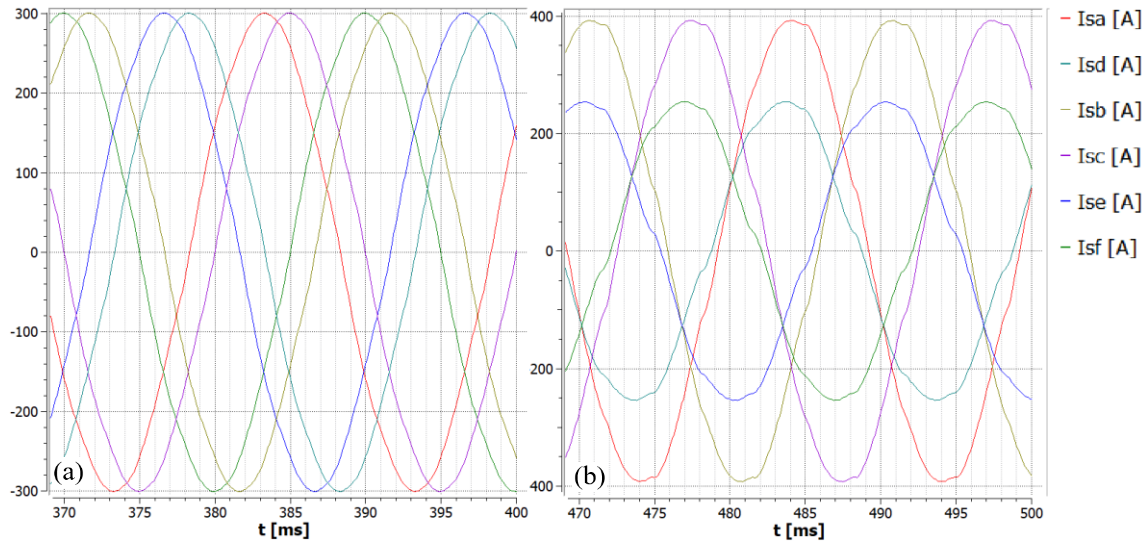 300
200
100
0
-100
-200
-300
(a)
370 375 380 385 390 395 400
t [ms]
400
200
0
200
400
(b)
470 475 480 485 490 495 500
t [ms]
Isa [A]
Isd [A]
Isb [A]
Isc [A]
Ise [A]
Isf [A]